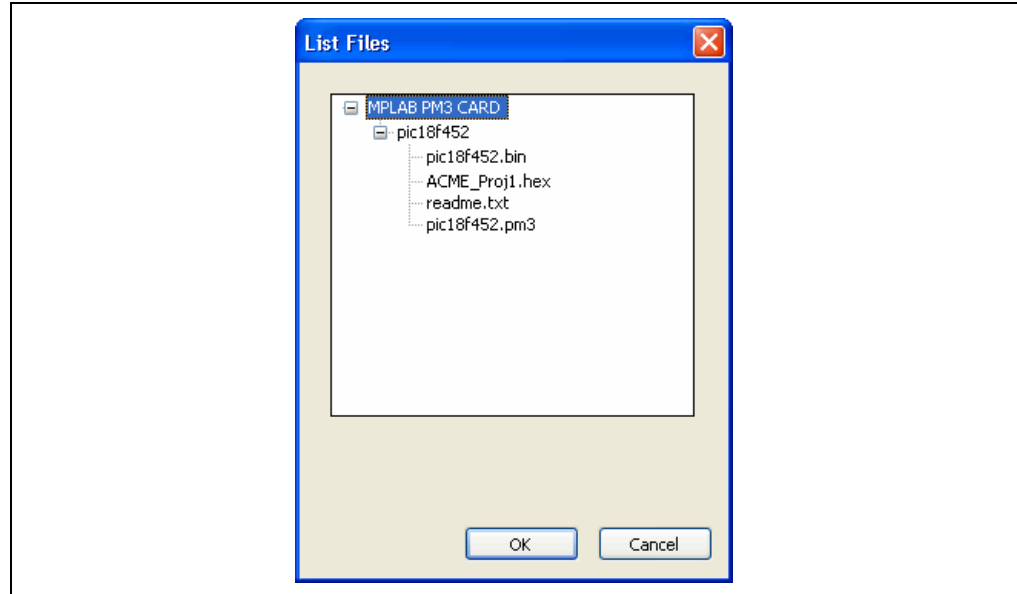 List Files
MPLAB PM3 CARD
pic18f452
pic18f452.bin
ACME_Proj1.hex
readme.txt
pic18f452.pm3
OK Cancel